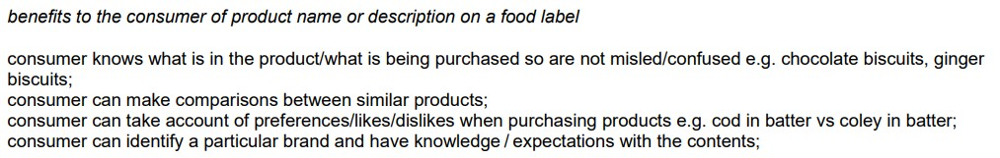 benefits to the consumer of product name or description on a food label
consumer knows what is in the product/what is being purchased so are not misled/confused e.g. chocolate biscuits, ginger
biscuits;
consumer can make comparisons between similar products;
consumer can take account of preferences/likes/dislikes when purchasing products e.g. cod in batter vs coley in batter;
consumer can identify a particular brand and have knowledge / expectations with the contents;